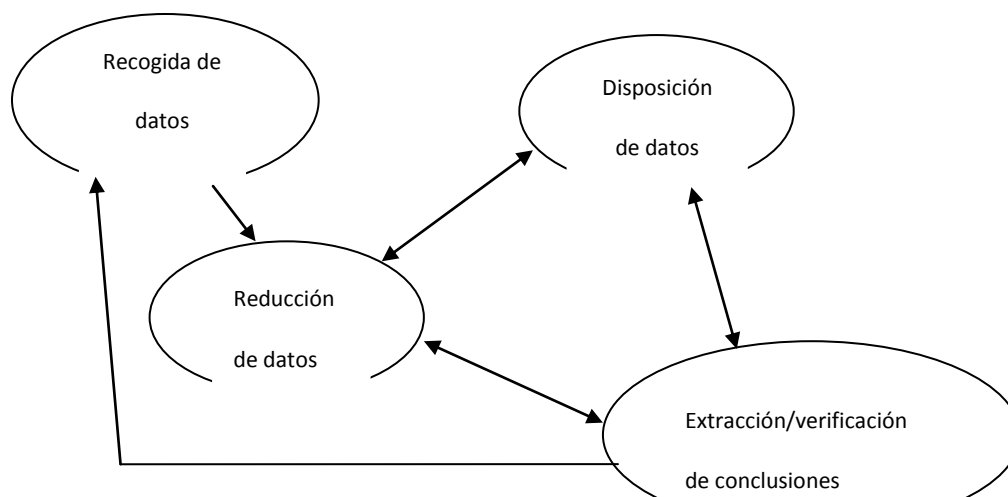 Recogida de
datos
Disposición
de datos
Reducción
de datos
Extracción/verificación
de conclusiones